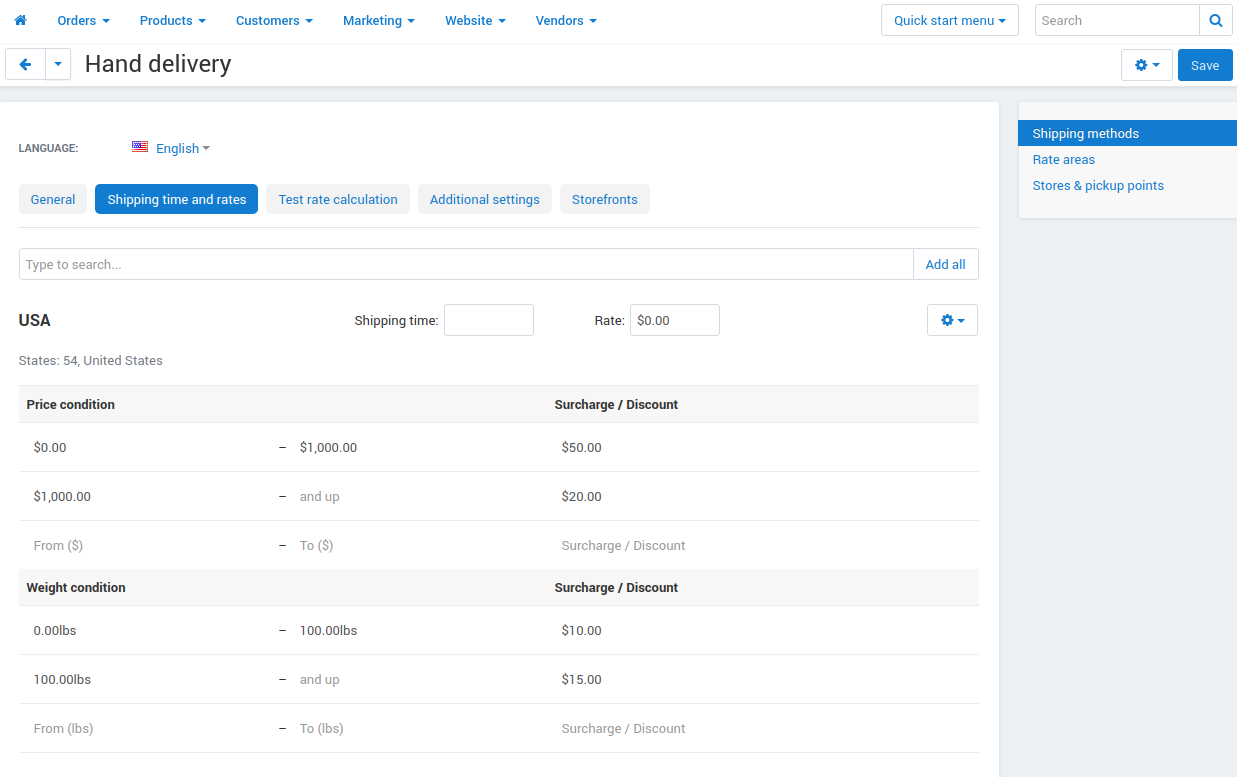 Orders Products Customers Marketing Website Vendors Quick start menu Search
Hand delivery Save
LANGUAGE: English
General Shipping time and rates Test rate calculation Additional settings Storefronts
Type to search... Add all
USA Shipping time: Rate: $0.00
States: 54, United States
Price condition Surcharge / Discount
$0.00 – $1,000.00 $50.00
$1,000.00 – and up $20.00
From ($) – To ($) Surcharge / Discount
Weight condition Surcharge / Discount
0.00lbs – 100.00lbs $10.00
100.00lbs – and up $15.00
From (lbs) – To (lbs) Surcharge / Discount
Shipping methods
Rate areas
Stores & pickup points